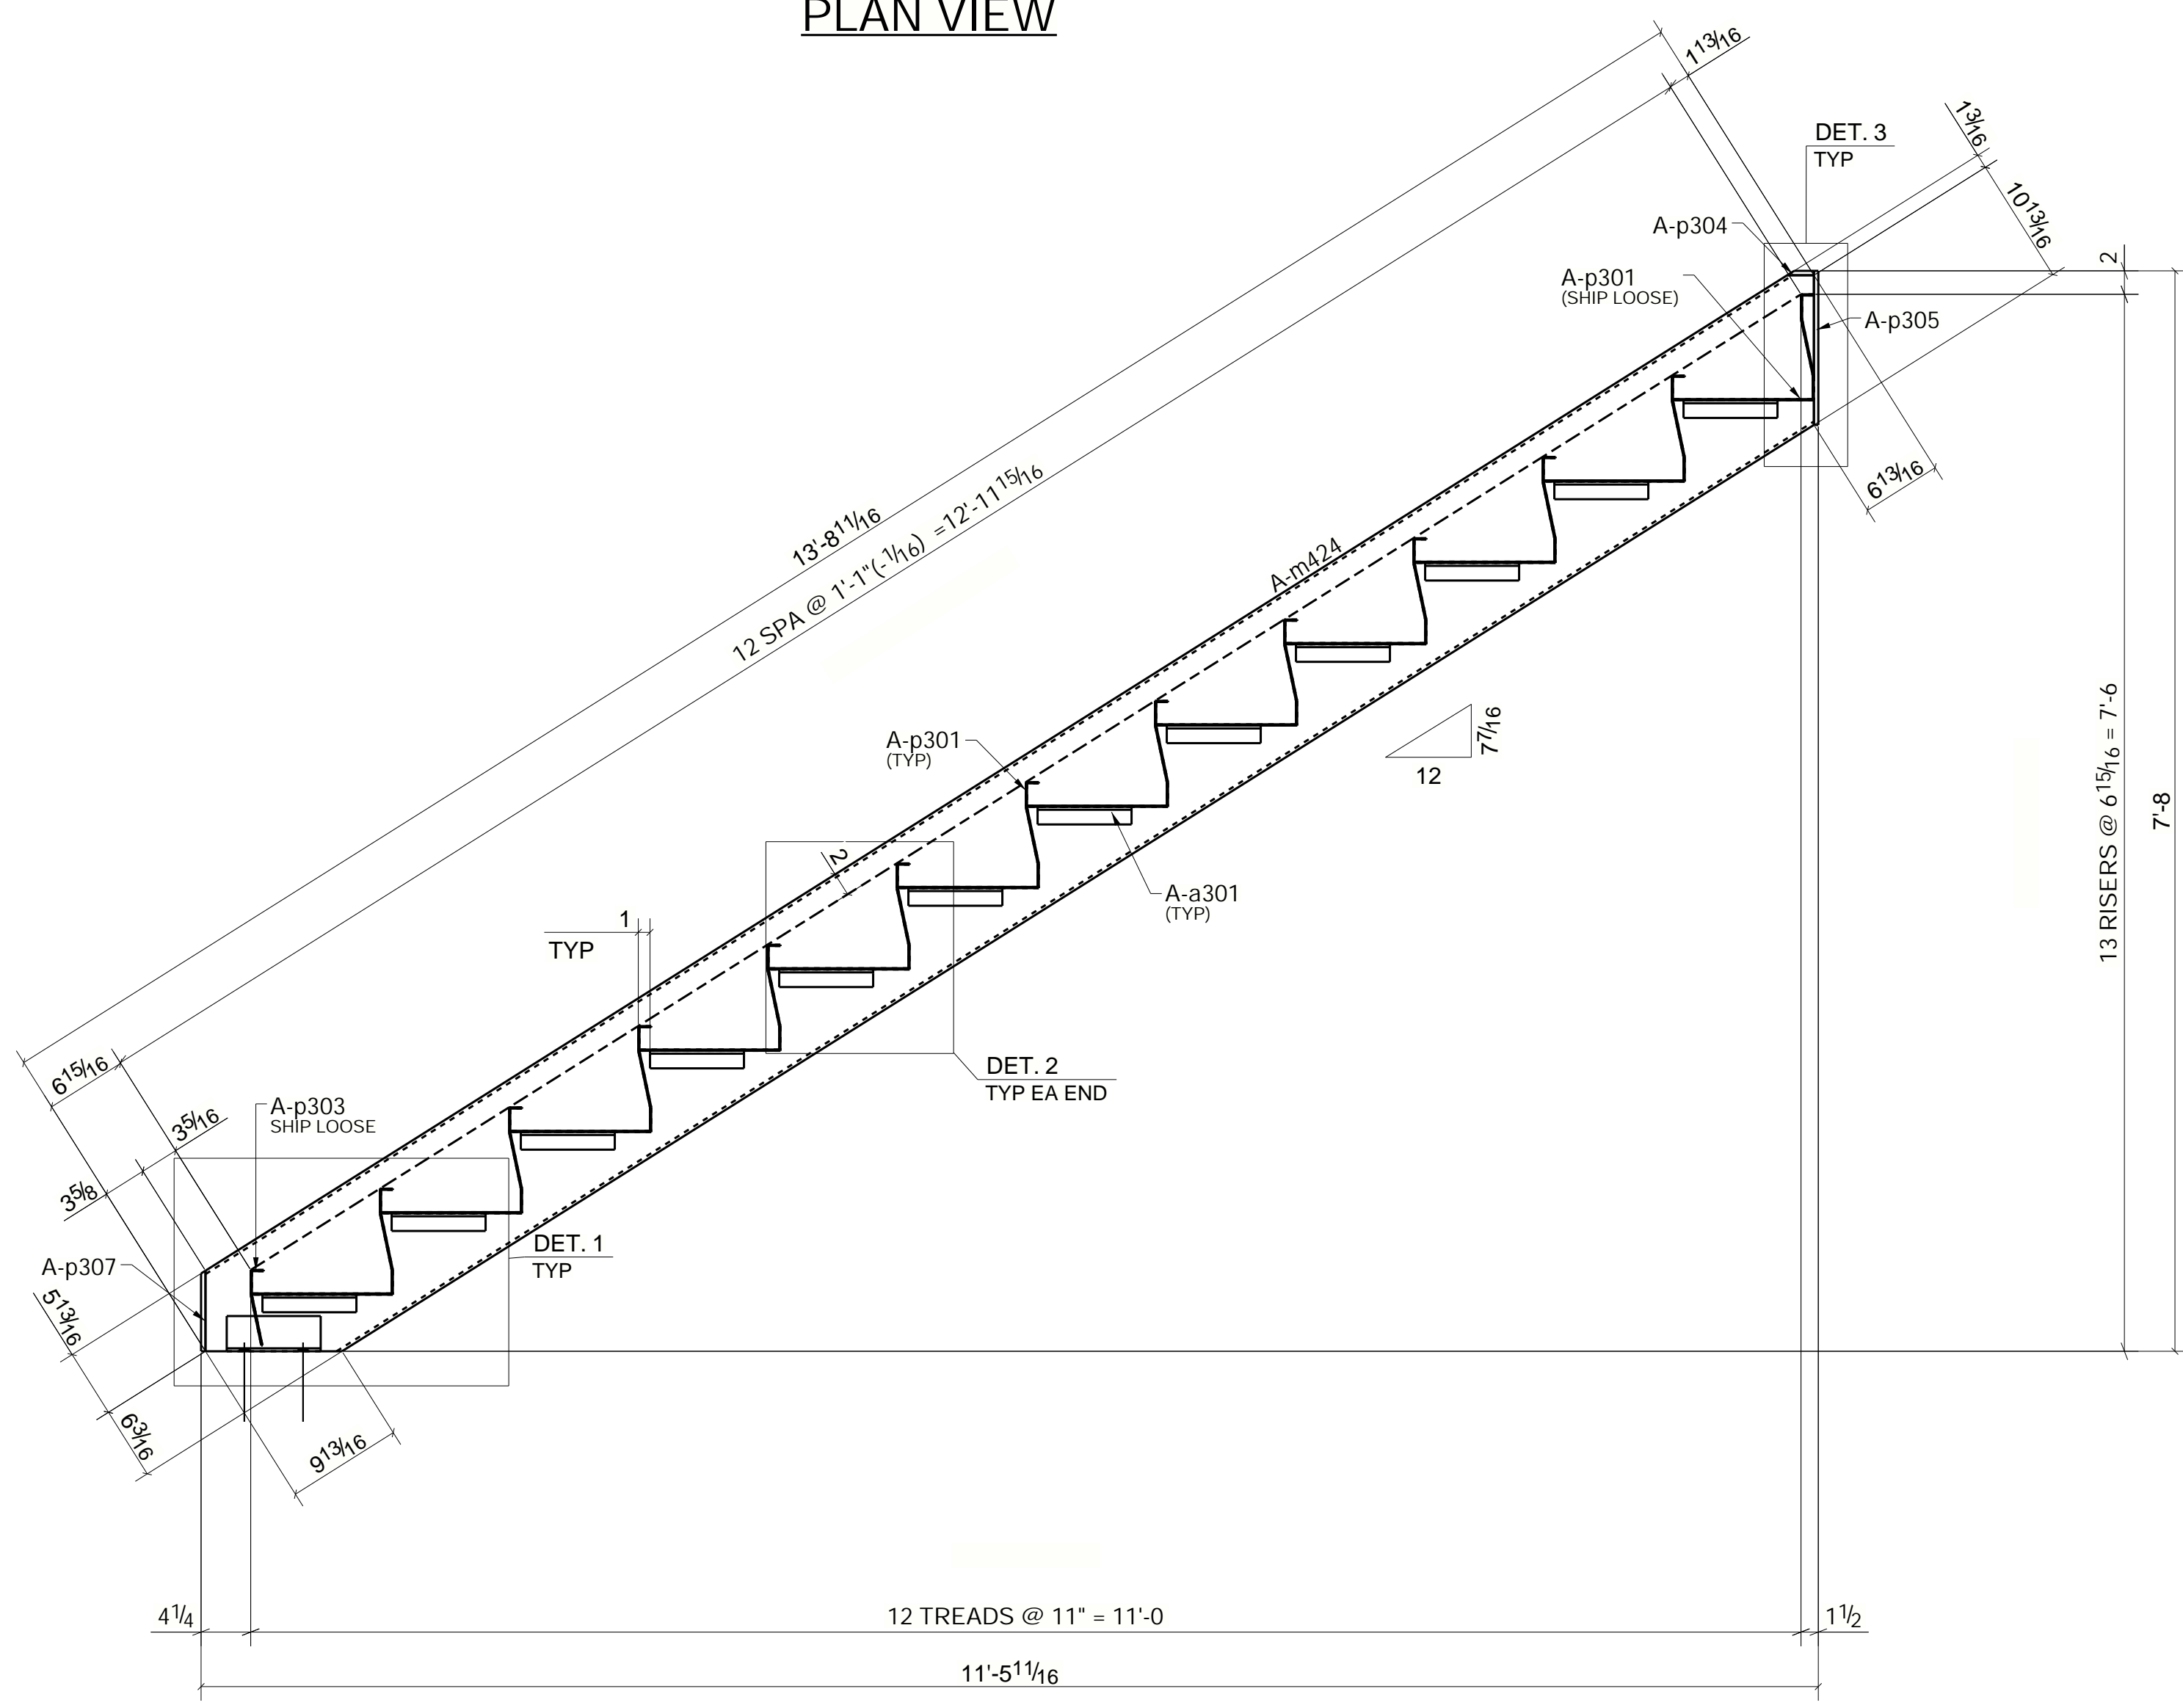 PLAN VIEW
1 13/16
1 3/16
DET. 3
TYP
10 13/16
A-p304
2
A-p301
(SHIP LOOSE)
A-p305
6 13/16
13'-8 11/16
12 SPA @ 1'-1"(-1/16) =12'-11 15/16
A-m424
7 7/16
12
13 RISERS @ 6 15/16 = 7'-6
7'-8
A-p301
(TYP)
2
A-a301
(TYP)
1
TYP
DET. 2
TYP EA END
6 15/16
A-p303
SHIP LOOSE
3 5/16
3 5/8
DET. 1
TYP
A-p307
5 13/16
6 3/16
9 13/16
4 1/4
12 TREADS @ 11" = 11'-0
1 1/2
11'-5 11/16